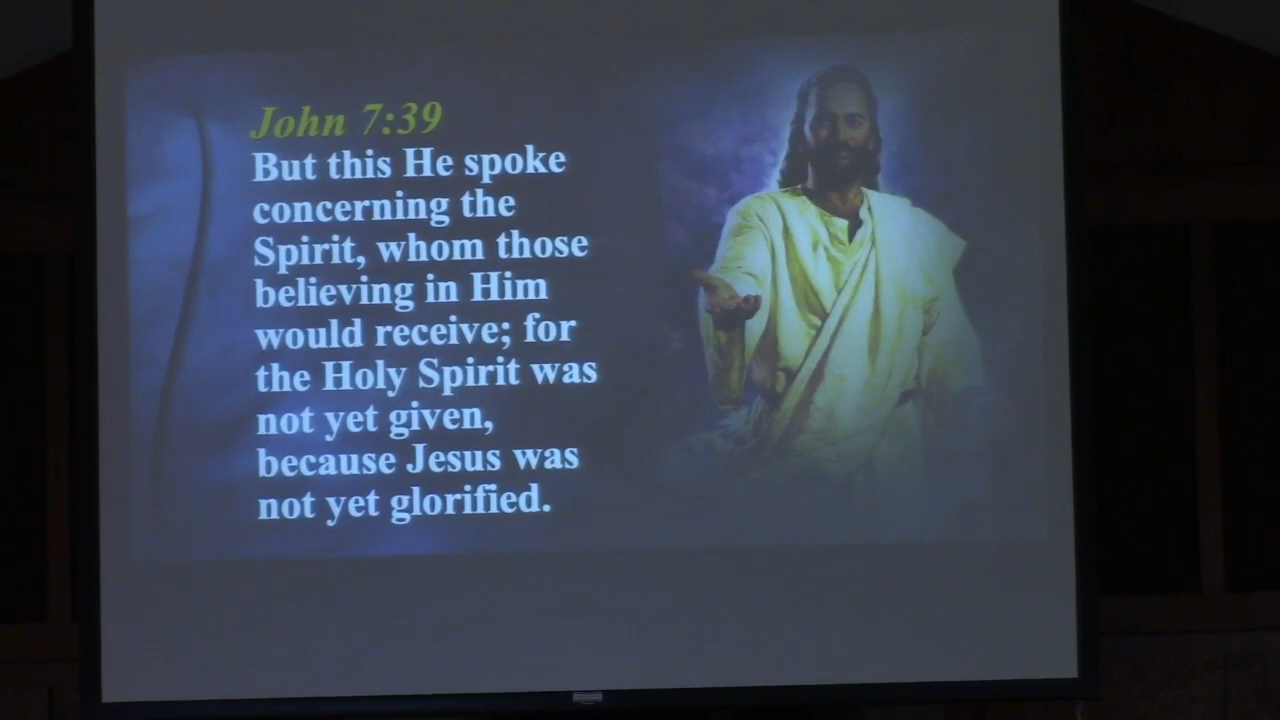 John 7:39
But this He spoke
concerning the
Spirit, whom those
believing in Him
would receive; for
the Holy Spirit was
not yet given,
because Jesus was
not yet glorified.